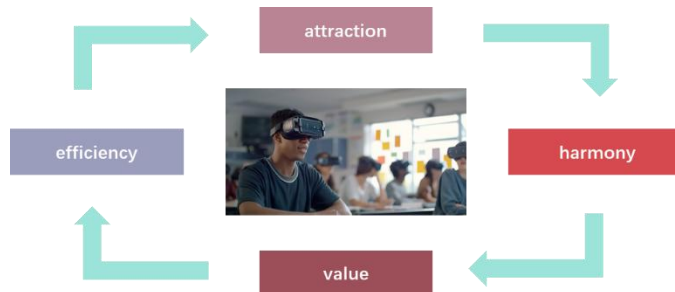 attraction
efficiency
harmony
value